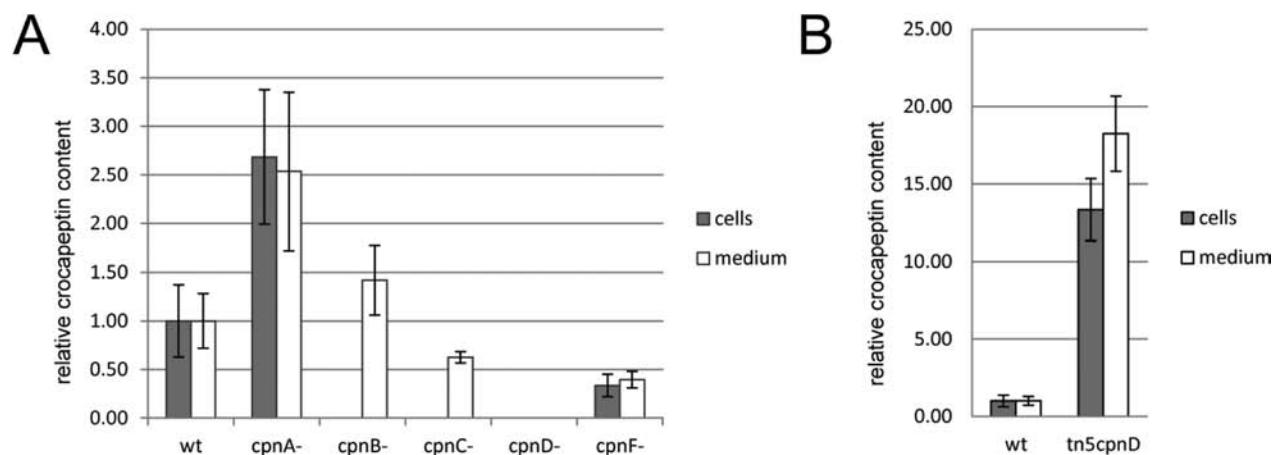 A
relative crocapeptin content
4.00
3.50
3.00
2.50
2.00
1.50
1.00
0.50
0.00
wt cpnA- cpnB- cpnC- cpnD- cpnF-
cells
medium
B
relative crocapeptin content
25.00
20.00
15.00
10.00
5.00
0.00
wt tn5cpnD
cells
medium